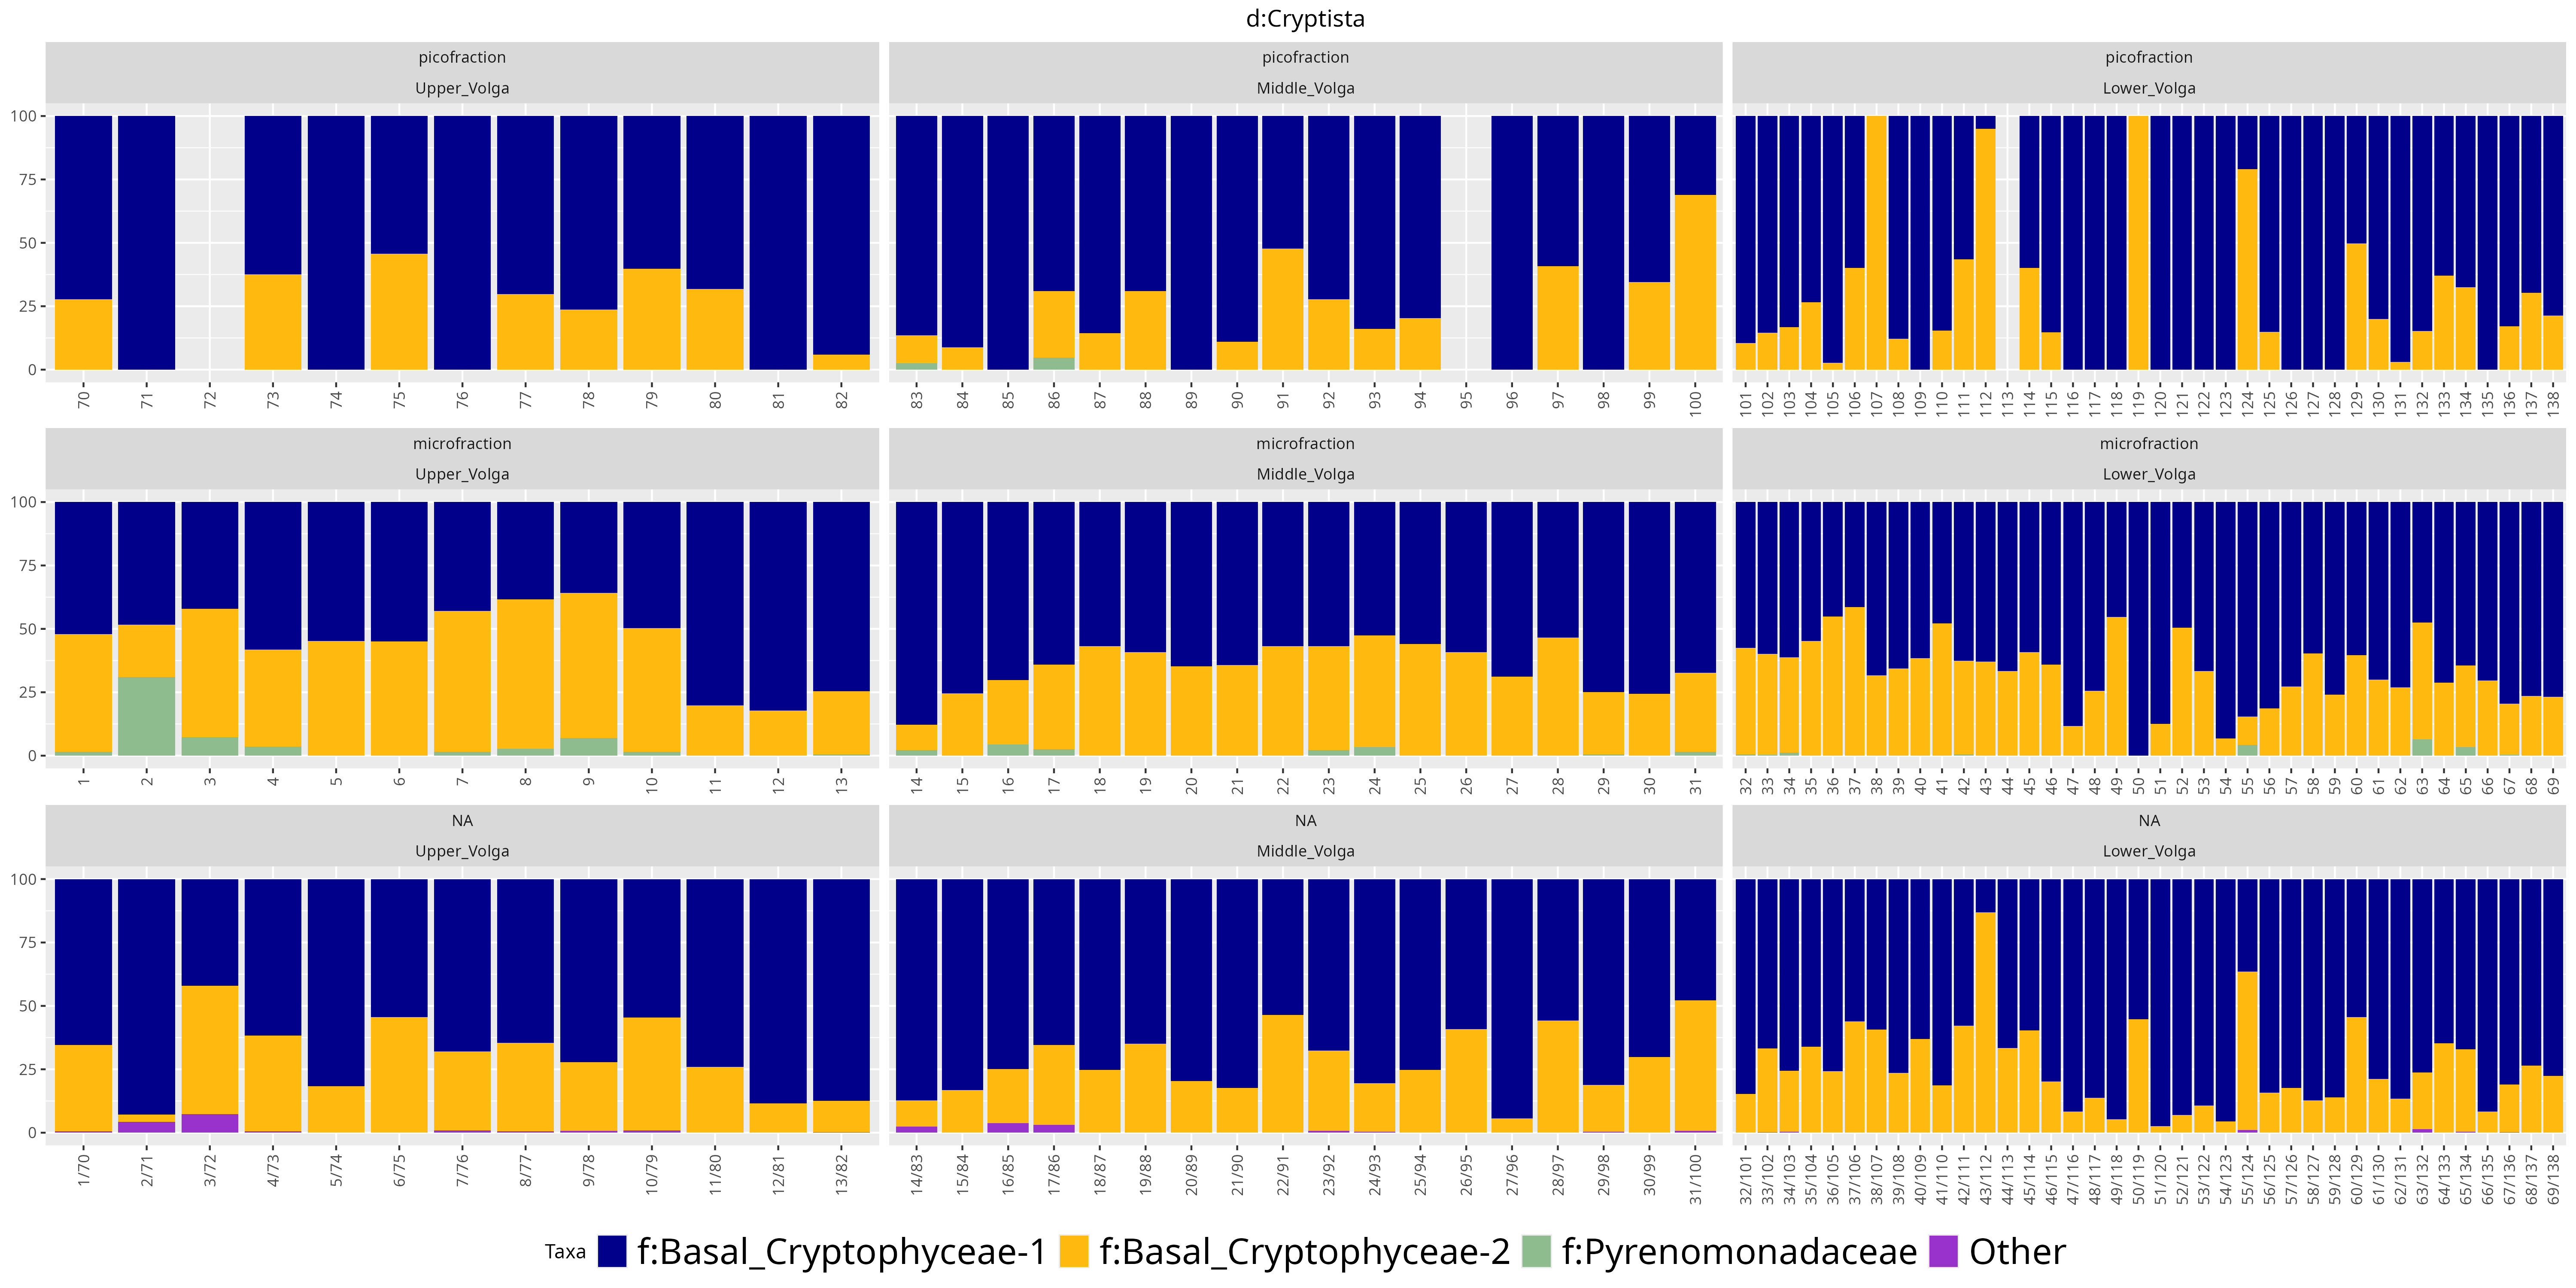 d:Cryptista
picofraction picofraction picofraction
Upper_Volga Middle_Volga Lower_Volga
100
75
50
25
0
70 71 72 73 74 75 76 77 78 79 80 81 82 83 84 85 86 87 88 89 90 91 92 93 94 95 96 97 98 99 100 101 102 103 104 105 106 107 108 109 110 111 112 113 114 115 116 117 118 119 120 121 122 123 124 125 126 127 128 129 130 131 132 133 134 135 136 137 138
microfraction microfraction microfraction
Upper_Volga Middle_Volga Lower_Volga
100
75
50
25
0
1 2 3 4 5 6 7 8 9 10 11 12 13 14 15 16 17 18 19 20 21 22 23 24 25 26 27 28 29 30 31 32 33 34 35 36 37 38 39 40 41 42 43 44 45 46 47 48 49 50 51 52 53 54 55 56 57 58 59 60 61 62 63 64 65 66 67 68 69
NA NA NA
Upper_Volga Middle_Volga Lower_Volga
100
75
50
25
0
1/70 2/71 3/72 4/73 5/74 6/75 7/76 8/77 9/78 10/79 11/80 12/81 13/82 14/83 15/84 16/85 17/86 18/87 19/88 20/89 21/90 22/91 23/92 24/93 25/94 26/95 27/96 28/97 29/98 30/99 31/100 32/101 33/102 34/103 35/104 36/105 37/106 38/107 39/108 40/109 41/110 42/111 43/112 44/113 45/114 46/115 47/116 48/117 49/118 50/119 51/120 52/121 53/122 54/123 55/124 56/125 57/126 58/127 59/128 60/129 61/130 62/131 63/132 64/133 65/134 66/135 67/136 68/137 69/138
Taxa f:Basal_Cryptophyceae-1 f:Basal_Cryptophyceae-2 f:Pyrenomonadaceae Other